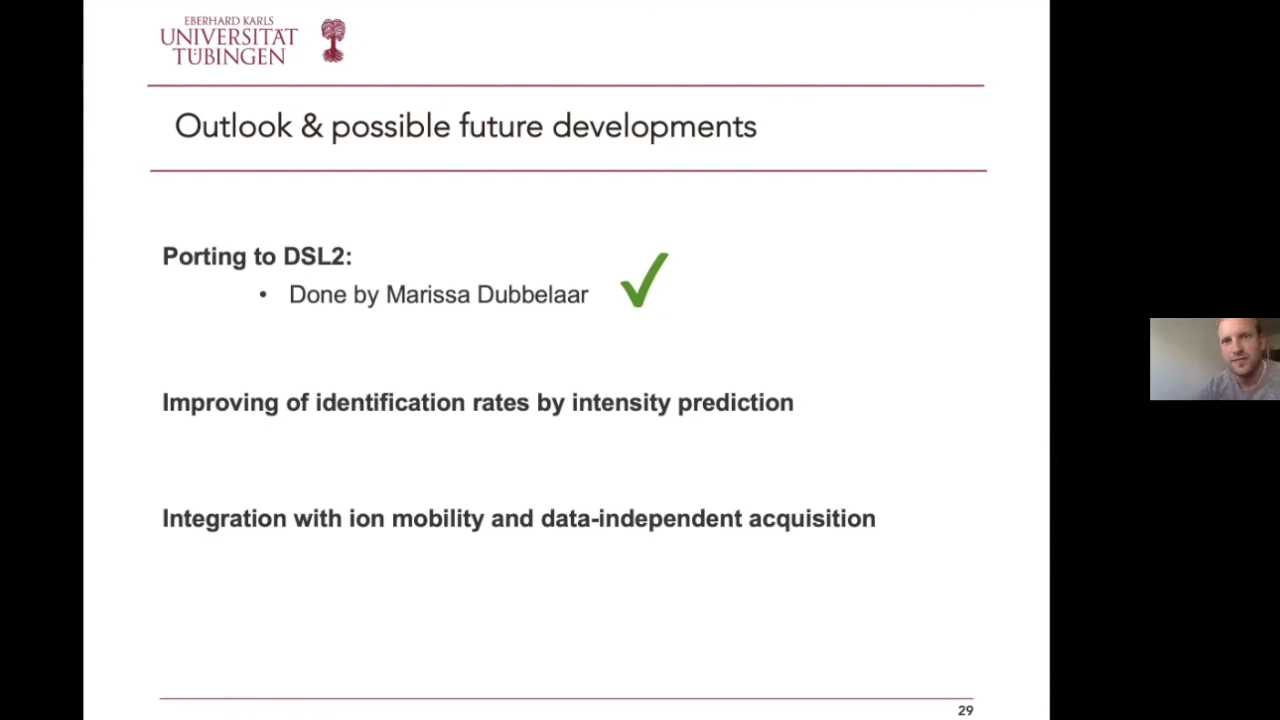 EBERHARD KARLS
UNIVERSITÄT
TÜBINGEN
Outlook & possible future developments
Porting to DSL2:
• Done by Marissa Dubbelaar
Improving of identification rates by intensity prediction
Integration with ion mobility and data-independent acquisition
29